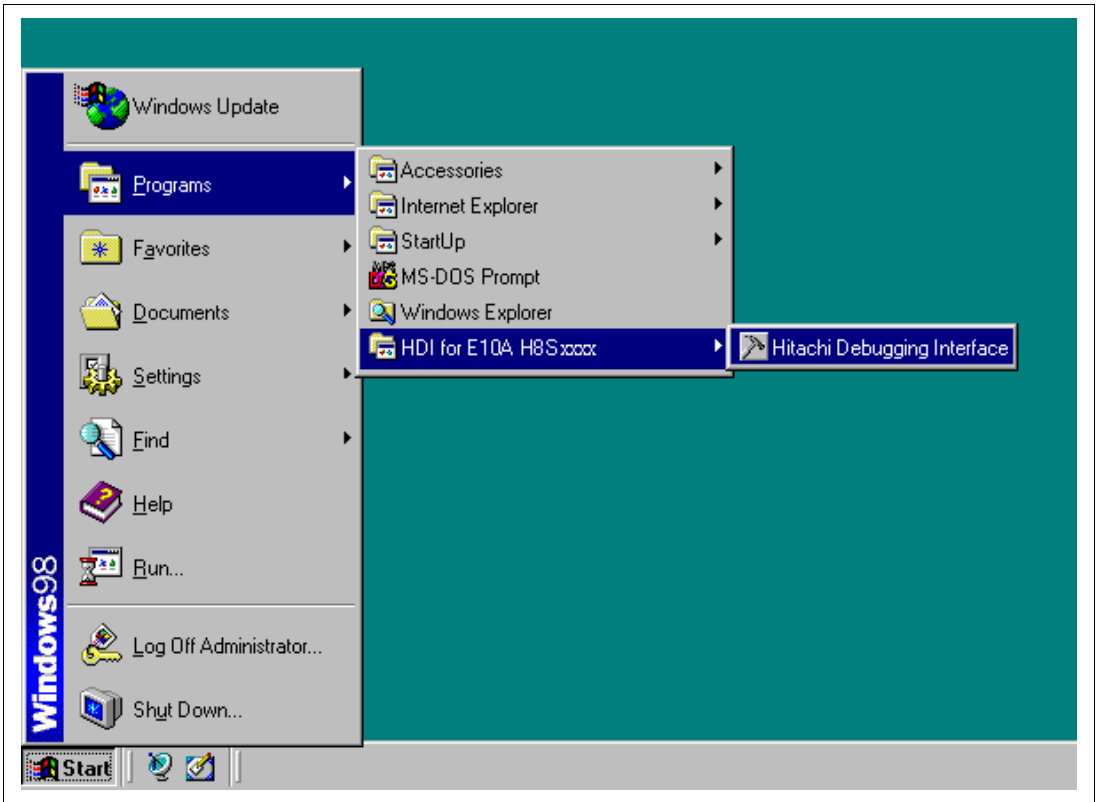 Windows Update
Programs
Favorites
Documents
Settings
Find
Help
Run...
Log Off Administrator...
Shut Down...
Windows98
Accessories
Internet Explorer
StartUp
MS-DOS Prompt
Windows Explorer
HDI for E10A H8Sxxxx
Hitachi Debugging Interface
Start